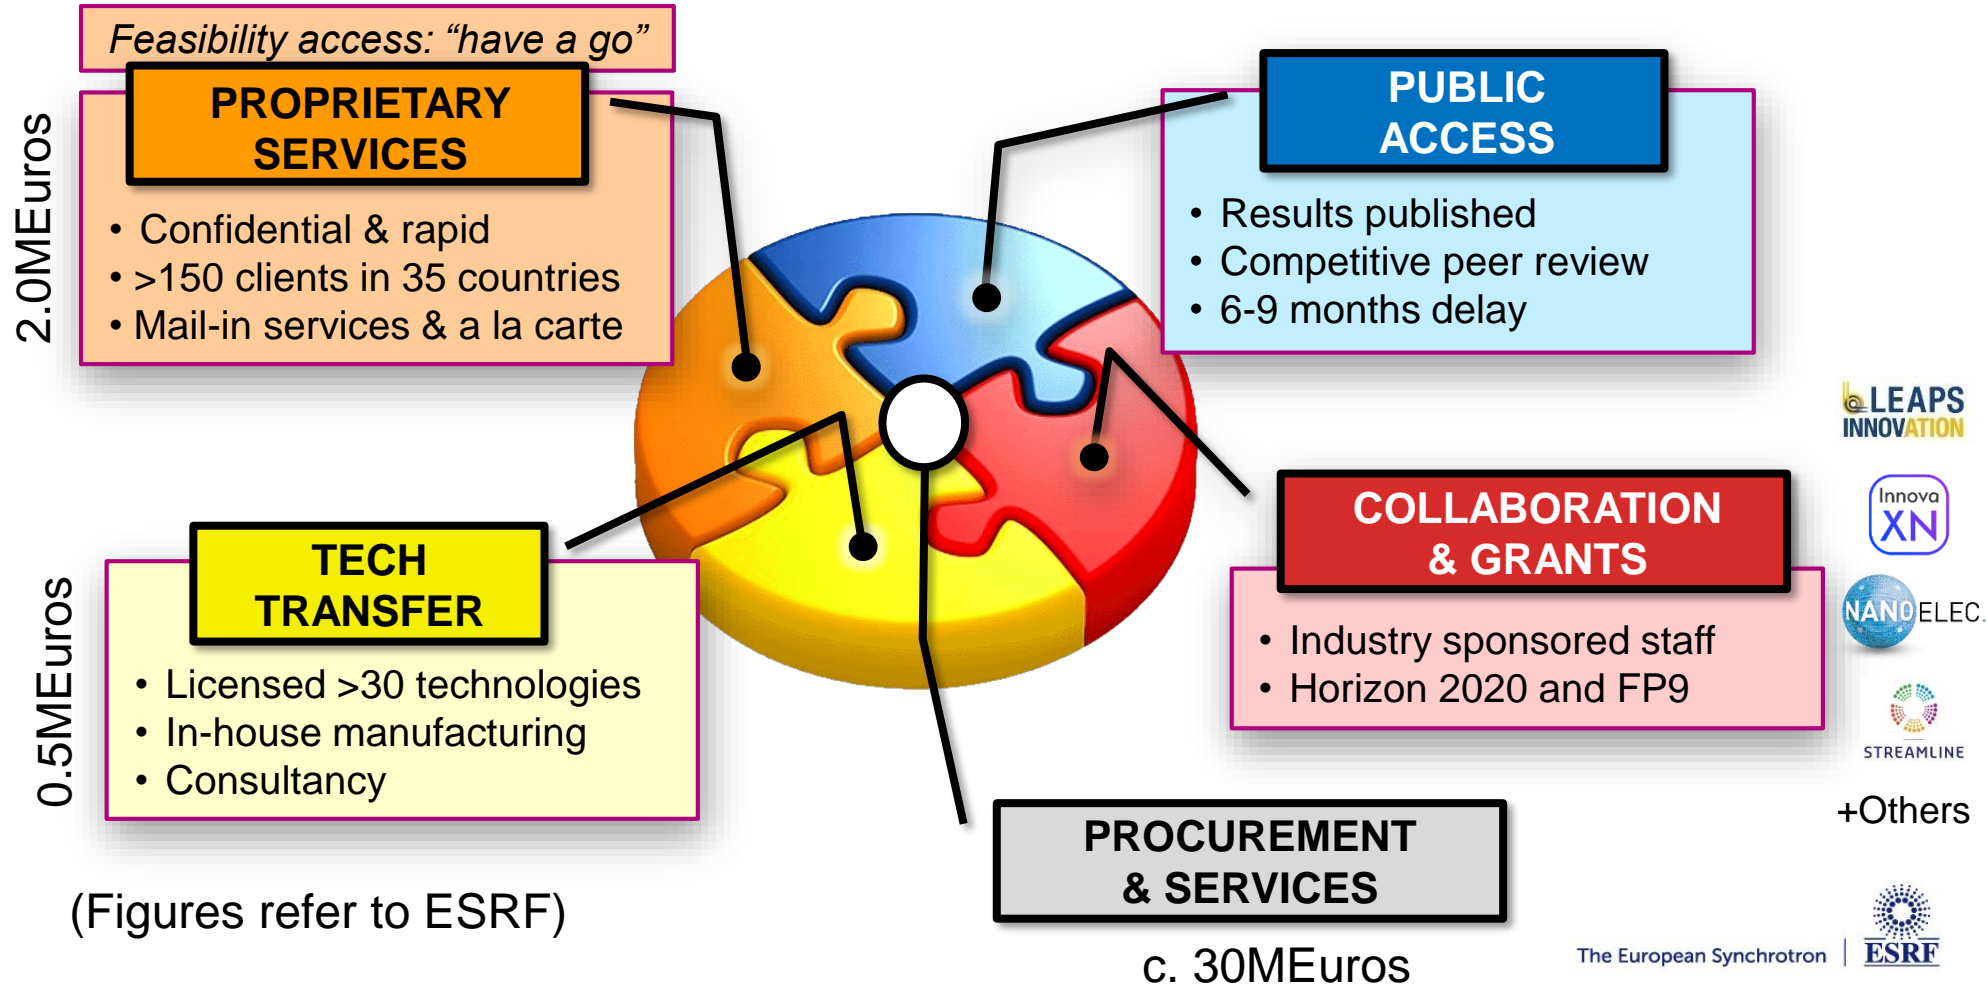 Feasibility access: “have a go”
PROPRIETARY
SERVICES
• Confidential & rapid
• >150 clients in 35 countries
• Mail-in services & a la carte
2.0MEuros
PUBLIC
ACCESS
• Results published
• Competitive peer review
• 6-9 months delay
TECH
TRANSFER
• Licensed >30 technologies
• In-house manufacturing
• Consultancy
0.5MEuros
COLLABORATION
& GRANTS
• Industry sponsored staff
• Horizon 2020 and FP9
LEAPS
INNOVATION
Innova
XN
NANOELEC.
STREAMLINE
+Others
PROCUREMENT
& SERVICES
c. 30MEuros
(Figures refer to ESRF)
The European Synchrotron | ESRF